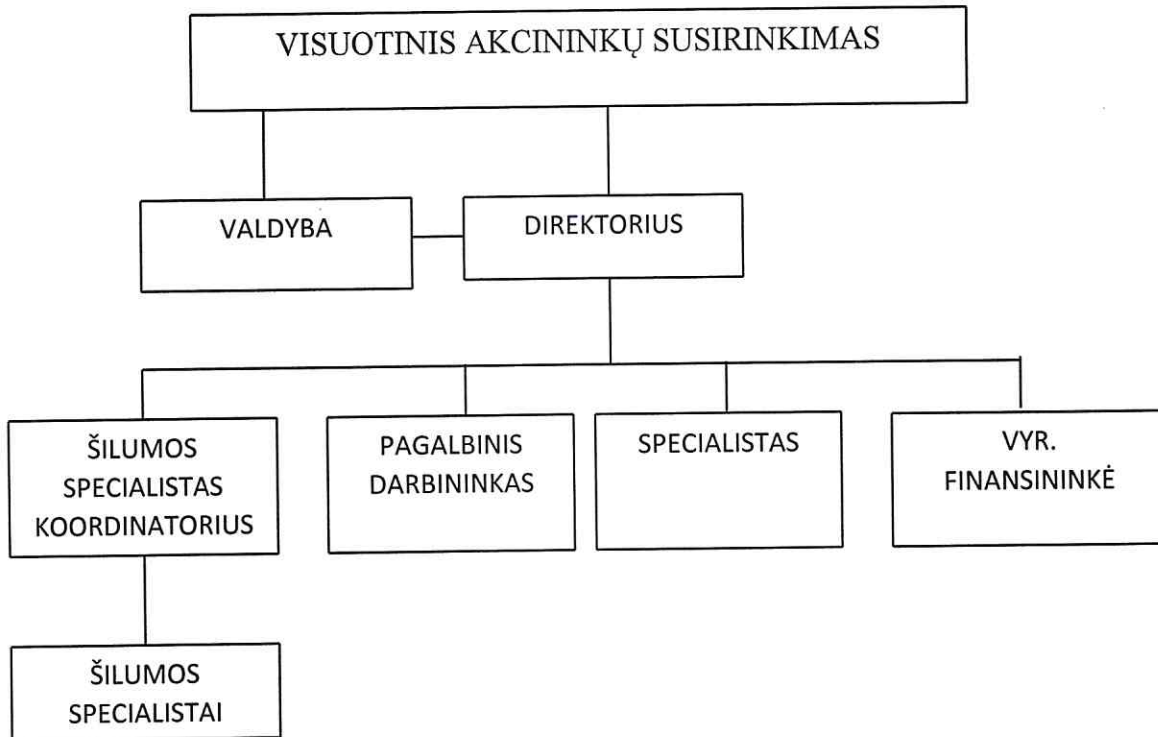 VISUOTINIS AKCININKŲ SUSIRINKIMAS
VALDYBA
DIREKTORIUS
ŠILUMOS
SPECIALISTAS
KOORDINATORIUS
PAGALBINIS
DARBININKAS
SPECIALISTAS
VYR.
FINANSININKĖ
ŠILUMOS
SPECIALISTAI